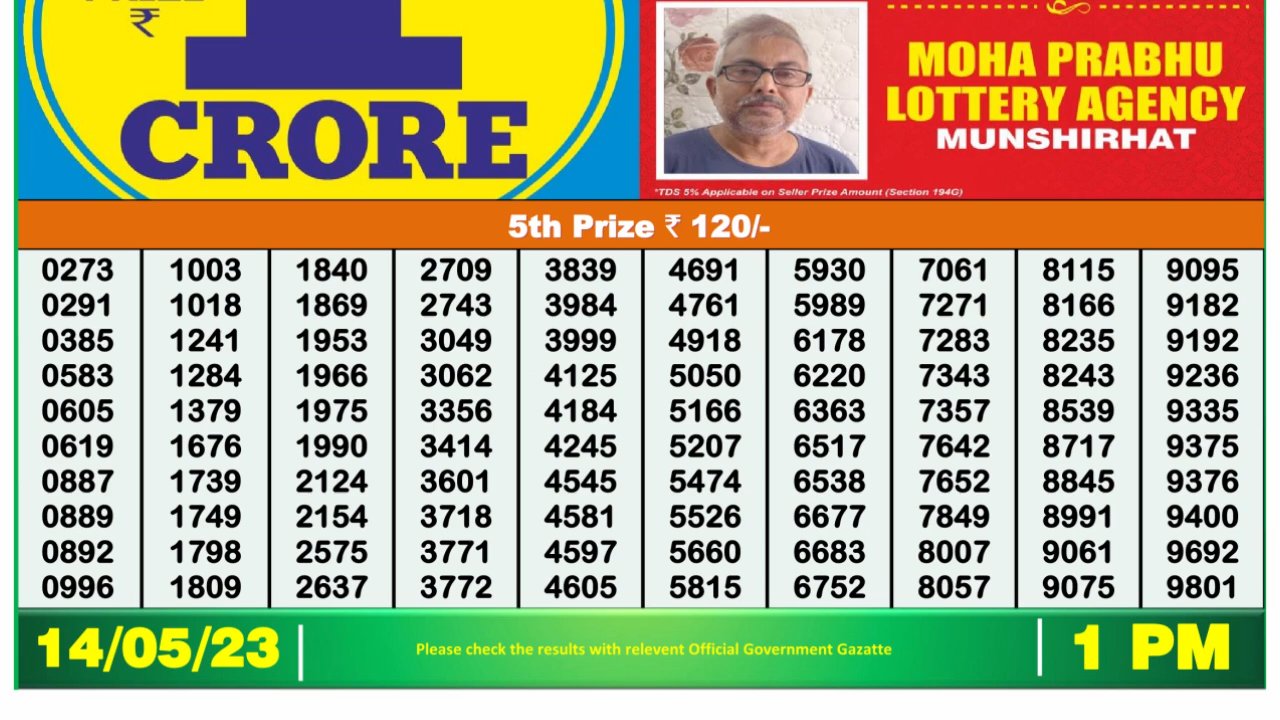 ₹
CRORE
MOHA PRABHU
LOTTERY AGENCY
MUNSHIRHAT
*TDS 5% Applicable on Seller Prize Amount (Section 194G)
5th Prize ₹ 120/-
0273 1003 1840 2709 3839 4691 5930 7061 8115 9095
0291 1018 1869 2743 3984 4761 5989 7271 8166 9182
0385 1241 1953 3049 3999 4918 6178 7283 8235 9192
0583 1284 1966 3062 4125 5050 6220 7343 8243 9236
0605 1379 1975 3356 4184 5166 6363 7357 8539 9335
0619 1676 1990 3414 4245 5207 6517 7642 8717 9375
0887 1739 2124 3601 4545 5474 6538 7652 8845 9376
0889 1749 2154 3718 4581 5526 6677 7849 8991 9400
0892 1798 2575 3771 4597 5660 6683 8007 9061 9692
0996 1809 2637 3772 4605 5815 6752 8057 9075 9801
14/05/23 Please check the results with relevent Official Government Gazatte 1 PM